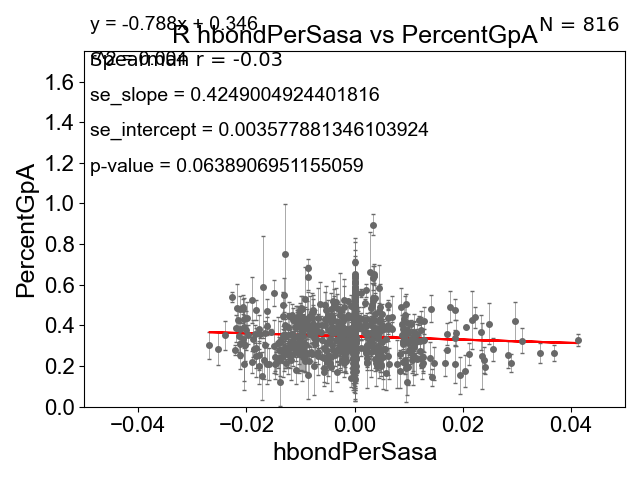 y = -0.788x + 0.346
N = 816
R hbondPerSasa vs PercentGpA
Spearman r = -0.03
se_slope = 0.4249004924401816
se_intercept = 0.003577881346103924
p-value = 0.0638906951155059
PercentGpA
1.6
1.4
1.2
1.0
0.8
0.6
0.4
0.2
0.0
−0.04 −0.02 0.00 0.02 0.04
hbondPerSasa